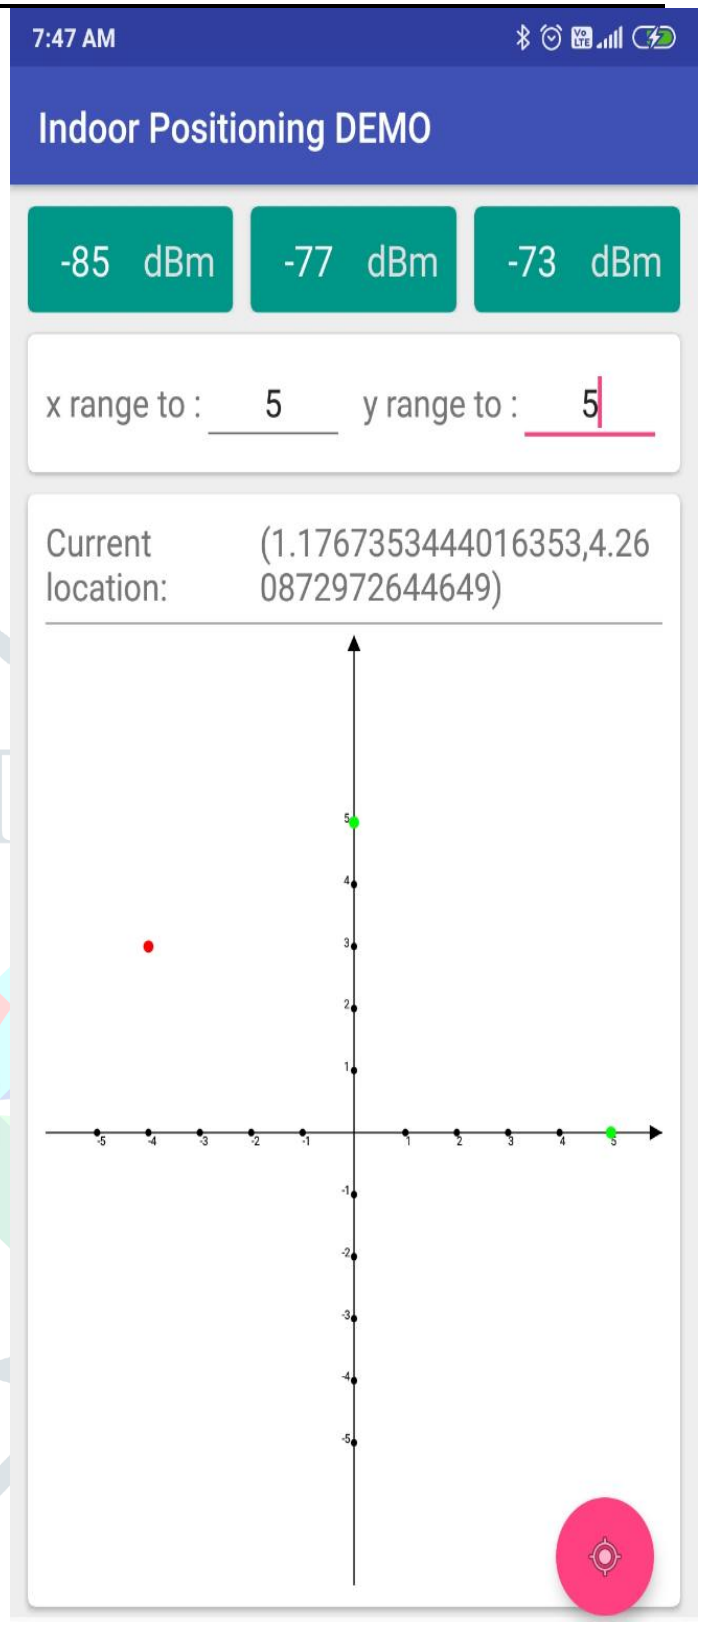 7:47 AM
Vo LTE
Indoor Positioning DEMO
-85 dBm -77 dBm -73 dBm
x range to : 5 y range to : 5
Current (1.1767353444016353,4.26
location: 0872972644649)
5
4
3
2
1
-5 -4 -3 -2 -1 1 2 3 4 5
-1
-2
-3
-4
-5